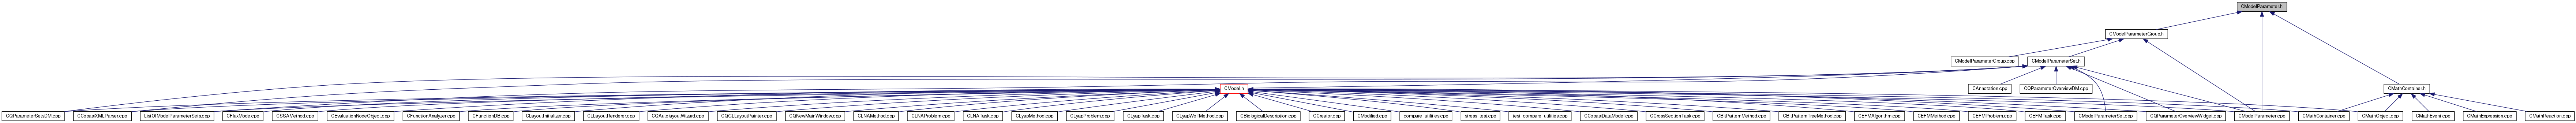 CModelParameter.h
CModelParameterGroup.h
CModelParameterGroup.cpp
CModelParameterSet.h
CAnnotation.cpp
CQParameterOverviewDM.cpp
CModel.h
CMathContainer.h
CQParameterSetsDM.cpp
CCopasiXMLParser.cpp
ListOfModelParameterSets.cpp
CFluxMode.cpp
CSSAMethod.cpp
CEvaluationNodeObject.cpp
CFunctionAnalyzer.cpp
CFunctionDB.cpp
CLayoutInitializer.cpp
CLLayoutRenderer.cpp
CQAutolayoutWizard.cpp
CQGLLayoutPainter.cpp
CQNewMainWindow.cpp
CLNAMethod.cpp
CLNAProblem.cpp
CLNATask.cpp
CLyapMethod.cpp
CLyapProblem.cpp
CLyapTask.cpp
CLyapWolfMethod.cpp
CBiologicalDescription.cpp
CCreator.cpp
CModified.cpp
compare_utilities.cpp
stress_test.cpp
test_compare_utilities.cpp
CCopasiDataModel.cpp
CCrossSectionTask.cpp
CBitPatternMethod.cpp
CBitPatternTreeMethod.cpp
CEFMAlgorithm.cpp
CEFMMethod.cpp
CEFMProblem.cpp
CEFMTask.cpp
CModelParameterSet.cpp
CQParameterOverviewWidget.cpp
CModelParameter.cpp
CMathContainer.cpp
CMathObject.cpp
CMathEvent.cpp
CMathExpression.cpp
CMathReaction.cpp